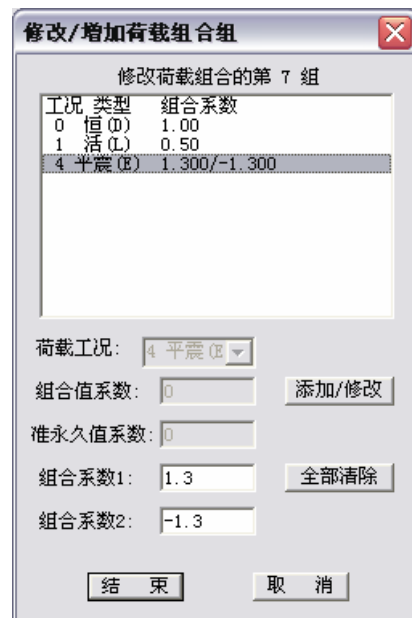 修改/增加荷载组合组
修改荷载组合的第 7 组
工况 类型 组合系数
0 恒(D) 1.00
1 活(L) 0.50
4 平震(E) 1.300/-1.300
荷载工况: 4 平震(E
组合值系数: 0 添加/修改
准永久值系数: 0
组合系数1: 1.3 全部清除
组合系数2: -1.3
结 束 取 消